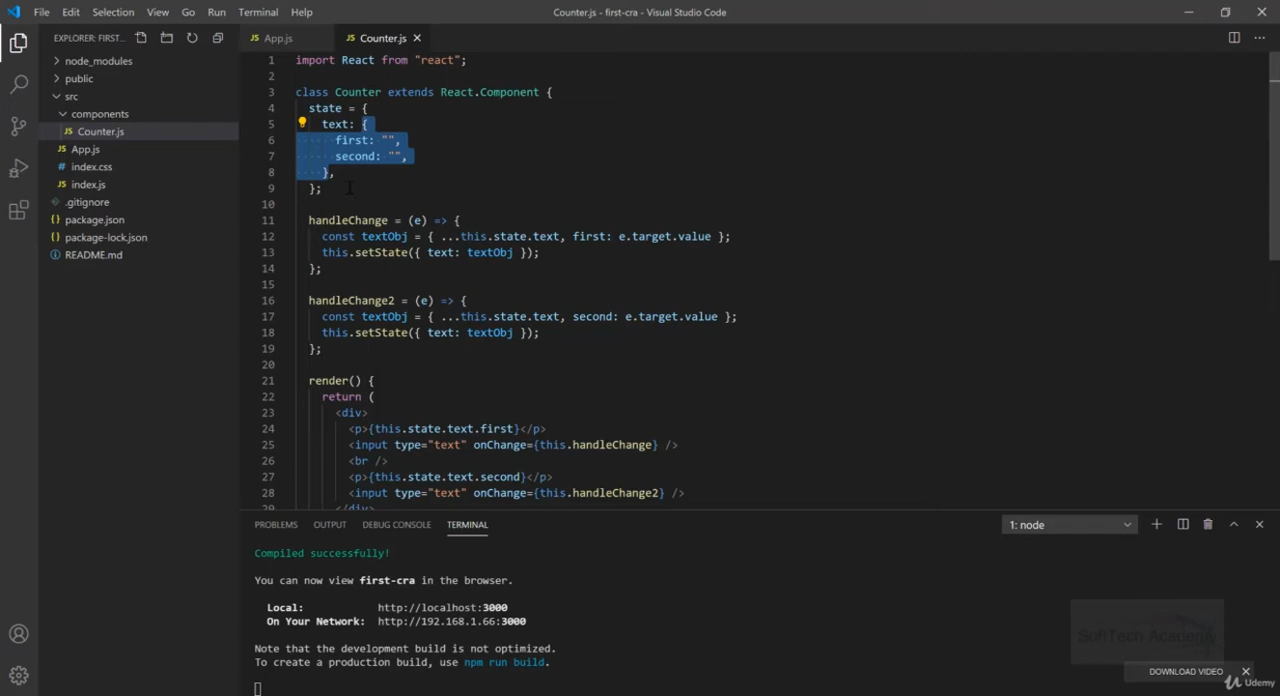 File Edit Selection View Go Run Terminal Help
Counter.js - first-cra - Visual Studio Code
EXPLORER: FIRST...
node_modules
public
src
components
JS Counter.js
JS App.js
# index.css
JS index.js
.gitignore
{} package.json
{} package-lock.json
README.md
JS App.js
JS Counter.js
1 import React from "react";
2
3 class Counter extends React.Component {
4 state = {
5 text: {
6 first: "",
7 second: "",
8 },
9 };
10
11 handleChange = (e) => {
12 const textObj = { ...this.state.text, first: e.target.value };
13 this.setState({ text: textObj });
14 };
15
16 handleChange2 = (e) => {
17 const textObj = { ...this.state.text, second: e.target.value };
18 this.setState({ text: textObj });
19 };
20
21 render() {
22 return (
23 <div>
24 <p>{this.state.text.first}</p>
25 <input type="text" onChange={this.handleChange} />
26 <br />
27 <p>{this.state.text.second}</p>
28 <input type="text" onChange={this.handleChange2} />
29 </div>
PROBLEMS OUTPUT DEBUG CONSOLE TERMINAL
1: node
Compiled successfully!
You can now view first-cra in the browser.
Local: http://localhost:3000
On Your Network: http://192.168.1.66:3000
Note that the development build is not optimized.
To create a production build, use npm run build.
SoftTech Academy
DOWNLOAD VIDEO
Udemy